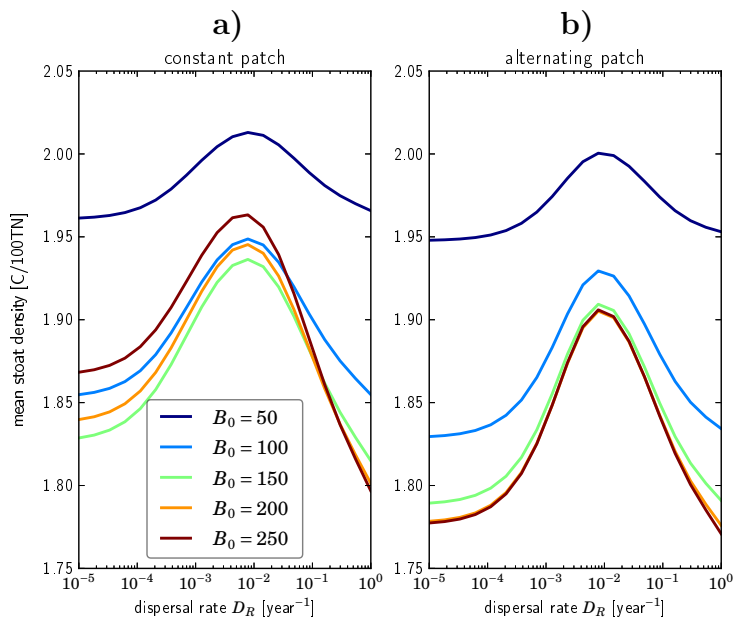 a)
constant patch
mean stoat density [C/100TN]
2.05
2.00
1.95
1.90
1.85
1.80
1.75
B₀ = 50
B₀ = 100
B₀ = 150
B₀ = 200
B₀ = 250
10⁻⁵ 10⁻⁴ 10⁻³ 10⁻² 10⁻¹ 10⁰
dispersal rate D_R [year⁻¹]
b)
alternating patch
2.05
2.00
1.95
1.90
1.85
1.80
1.75
10⁻⁵ 10⁻⁴ 10⁻³ 10⁻² 10⁻¹ 10⁰
dispersal rate D_R [year⁻¹]